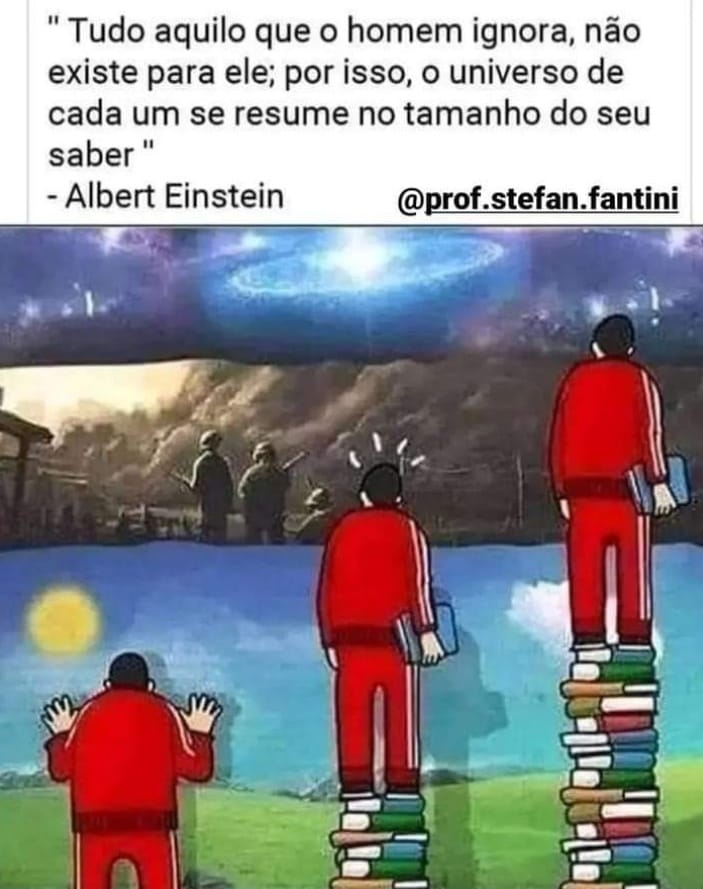 " Tudo aquilo que o homem ignora, não
existe para ele; por isso, o universo de
cada um se resume no tamanho do seu
saber "
- Albert Einstein @prof.stefan.fantini